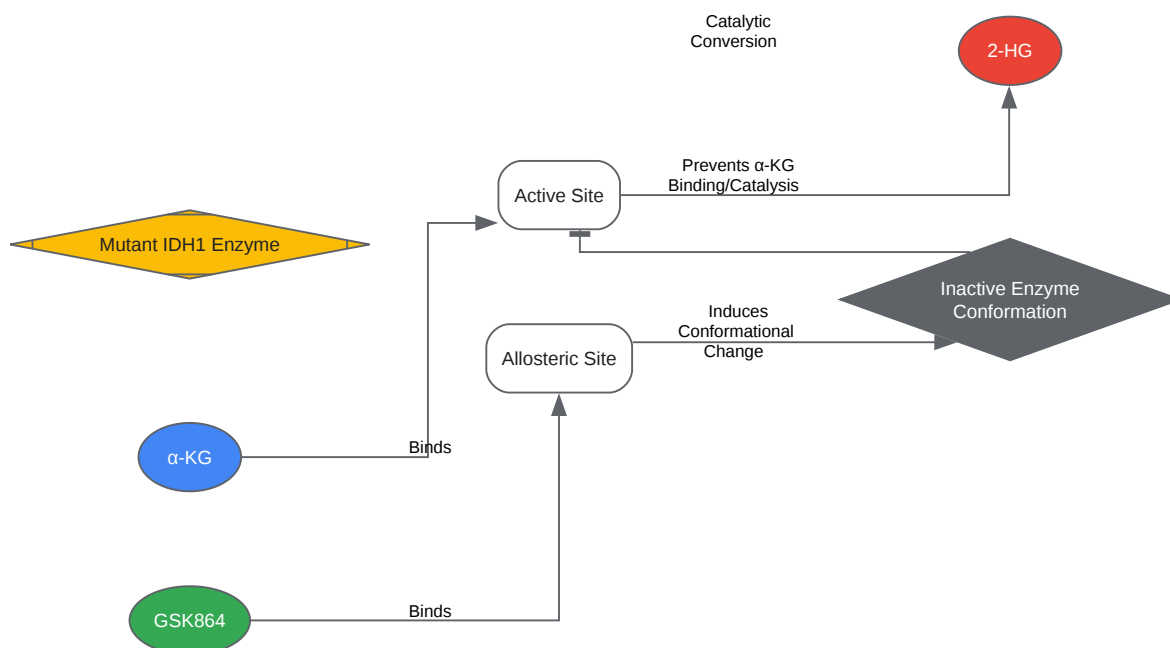 Catalytic
Conversion
2-HG
Prevents α-KG
Binding/Catalysis
Active Site
Mutant IDH1 Enzyme
Inactive Enzyme
Conformation
Induces
Conformational
Change
Allosteric Site
α-KG
Binds
GSK864
Binds